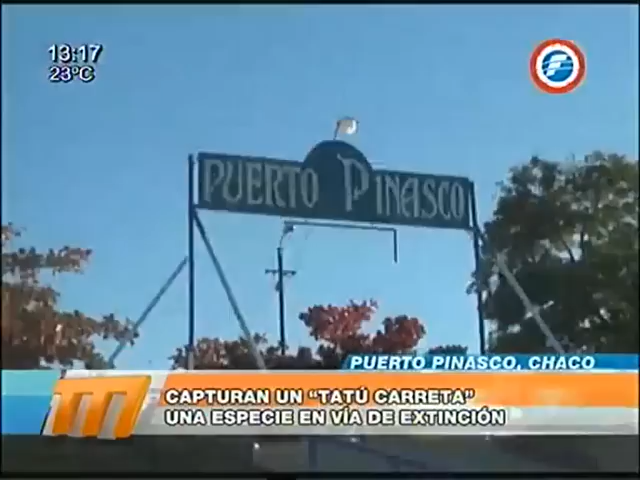 13:17
23°C
PUERTO PINASCO
PUERTO PINASCO, CHACO
CAPTURAN UN "TATÚ CARRETA"
UNA ESPECIE EN VÍA DE EXTINCIÓN